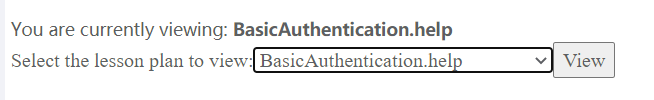 You are currently viewing: BasicAuthentication.help
Select the lesson plan to view: BasicAuthentication.help View